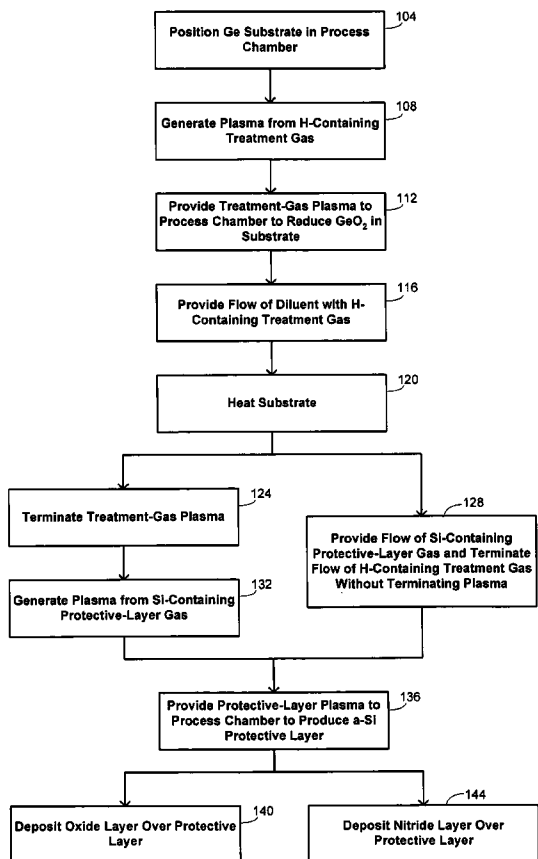 104
Position Ge Substrate in Process
Chamber
108
Generate Plasma from H-Containing
Treatment Gas
112
Provide Treatment-Gas Plasma to
Process Chamber to Reduce GeO₂ in
Substrate
116
Provide Flow of Diluent with H-
Containing Treatment Gas
120
Heat Substrate
124
Terminate Treatment-Gas Plasma
128
Provide Flow of Si-Containing
Protective-Layer Gas and Terminate
Flow of H-Containing Treatment Gas
Without Terminating Plasma
132
Generate Plasma from Si-Containing
Protective-Layer Gas
136
Provide Protective-Layer Plasma to
Process Chamber to Produce a-Si
Protective Layer
140
Deposit Oxide Layer Over Protective
Layer
144
Deposit Nitride Layer Over
Protective Layer